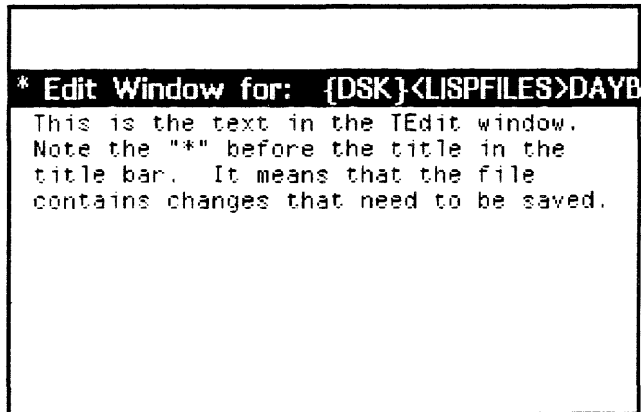 * Edit Window for: {DSK}<LISPFILES>DAYB
This is the text in the TEdit window.
Note the "*" before the title in the
title bar. It means that the file
contains changes that need to be saved.